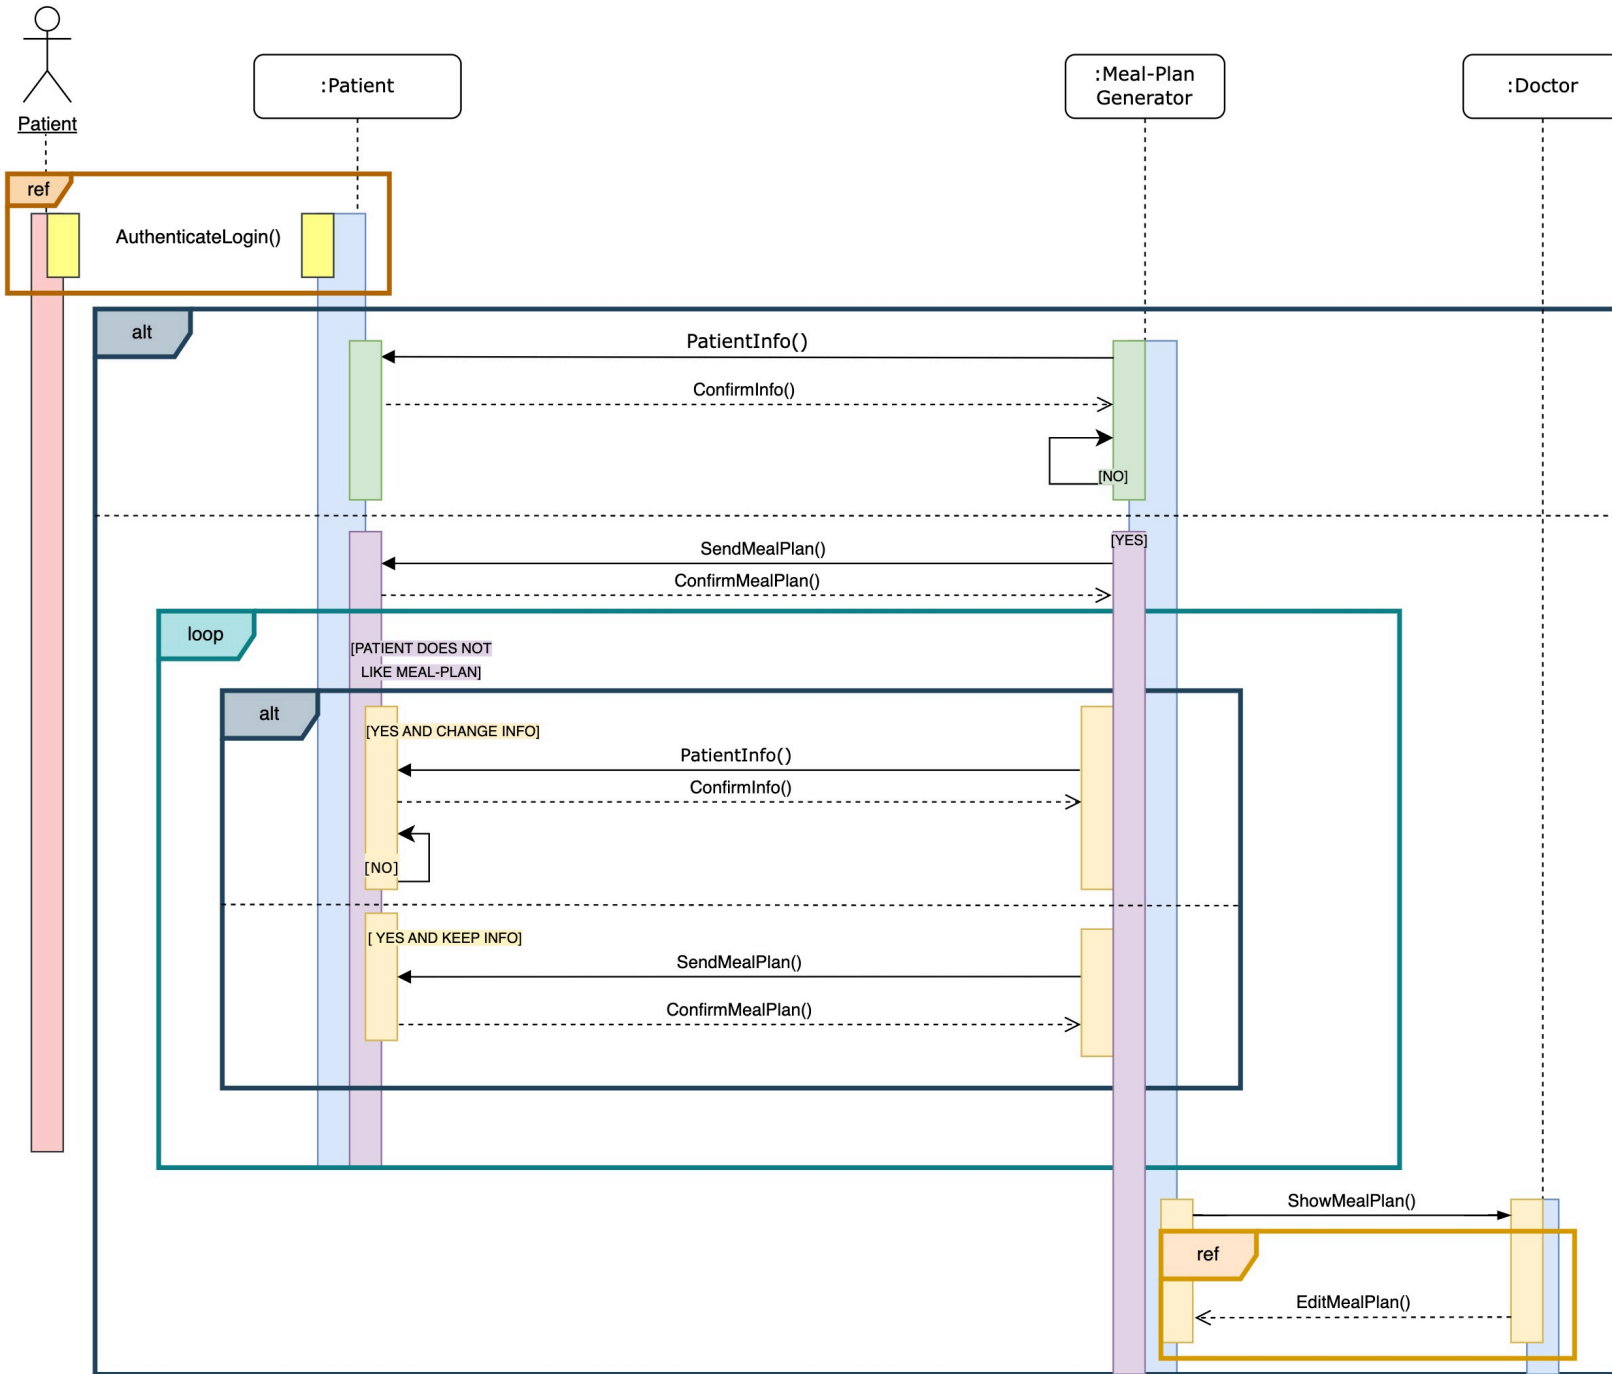 Patient
:Patient
:Meal-Plan
Generator
:Doctor
ref
AuthenticateLogin()
alt
PatientInfo()
ConfirmInfo()
[NO]
[YES]
SendMealPlan()
ConfirmMealPlan()
loop
[PATIENT DOES NOT
LIKE MEAL-PLAN]
alt
[YES AND CHANGE INFO]
PatientInfo()
ConfirmInfo()
[NO]
[ YES AND KEEP INFO]
SendMealPlan()
ConfirmMealPlan()
ShowMealPlan()
ref
EditMealPlan()